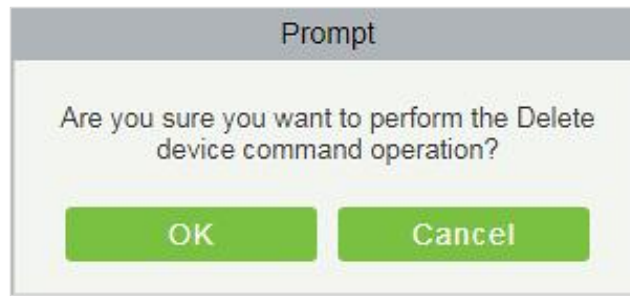 Prompt
Are you sure you want to perform the Delete
device command operation?
OK
Cancel